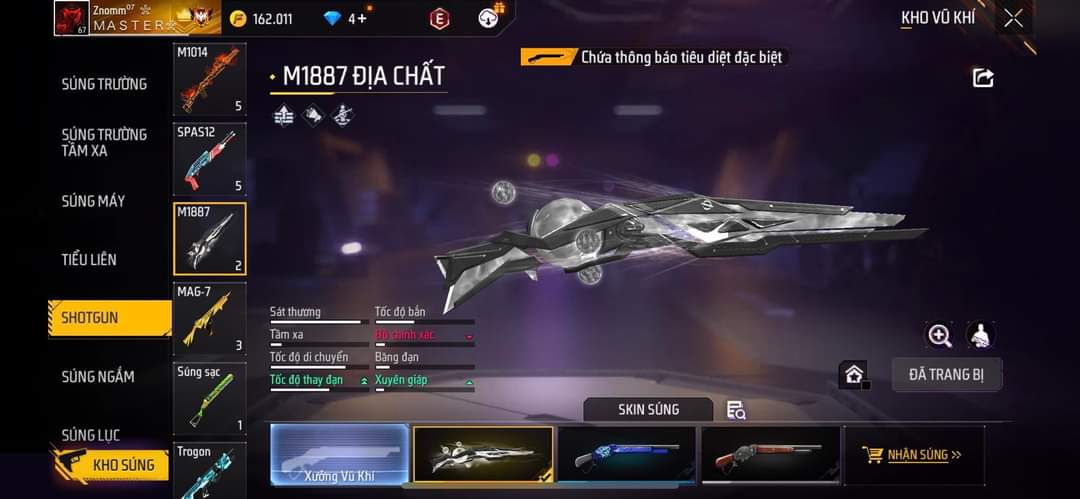 Znomm⁰⁷ ※
MASTER※
67
162.011
4+
E
KHO VŨ KHÍ
Chứa thông báo tiêu diệt đặc biệt
M1887 ĐỊA CHẤT
SÚNG TRƯỜNG
SÚNG TRƯỜNG
TẦM XA
SÚNG MÁY
TIỂU LIÊN
SHOTGUN
SÚNG NGẮM
SÚNG LỤC
KHO SÚNG
M1014
5
SPAS12
5
M1887
2
MAG-7
3
Súng sạc
1
Trogon
Sát thương
Tốc độ bắn
Tầm xa
Độ chính xác
Tốc độ di chuyển
Băng đạn
Tốc độ thay đạn
Xuyên giáp
ĐÃ TRANG BỊ
SKIN SÚNG
Xưởng Vũ Khí
NHẬN SÚNG >>